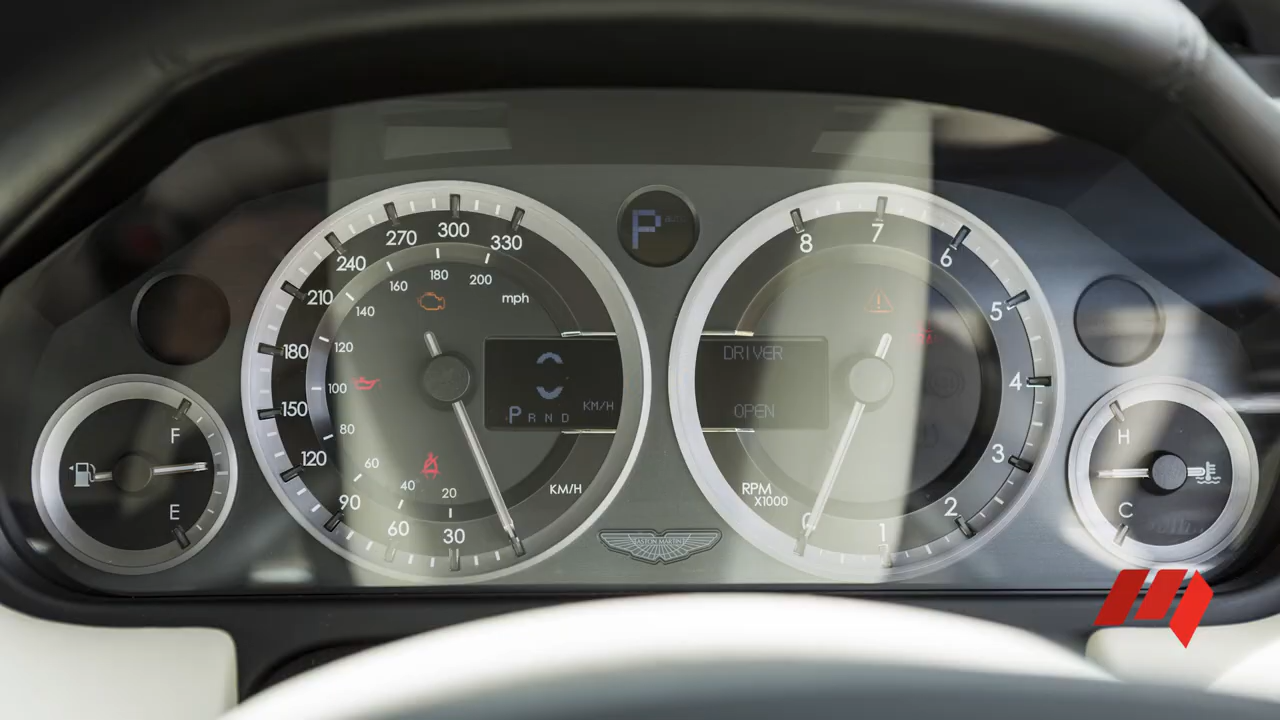 P auto
270 300 330
240
210
180
150
120
90
60
30
160 180 200
140
120
100
80
60
40 20
mph
KM/H
P R N D KM/H
DRIVER
OPEN
8 7 6
5
4
3
2
1
0
RPM
X1000
F
E
H
C
ASTON MARTIN